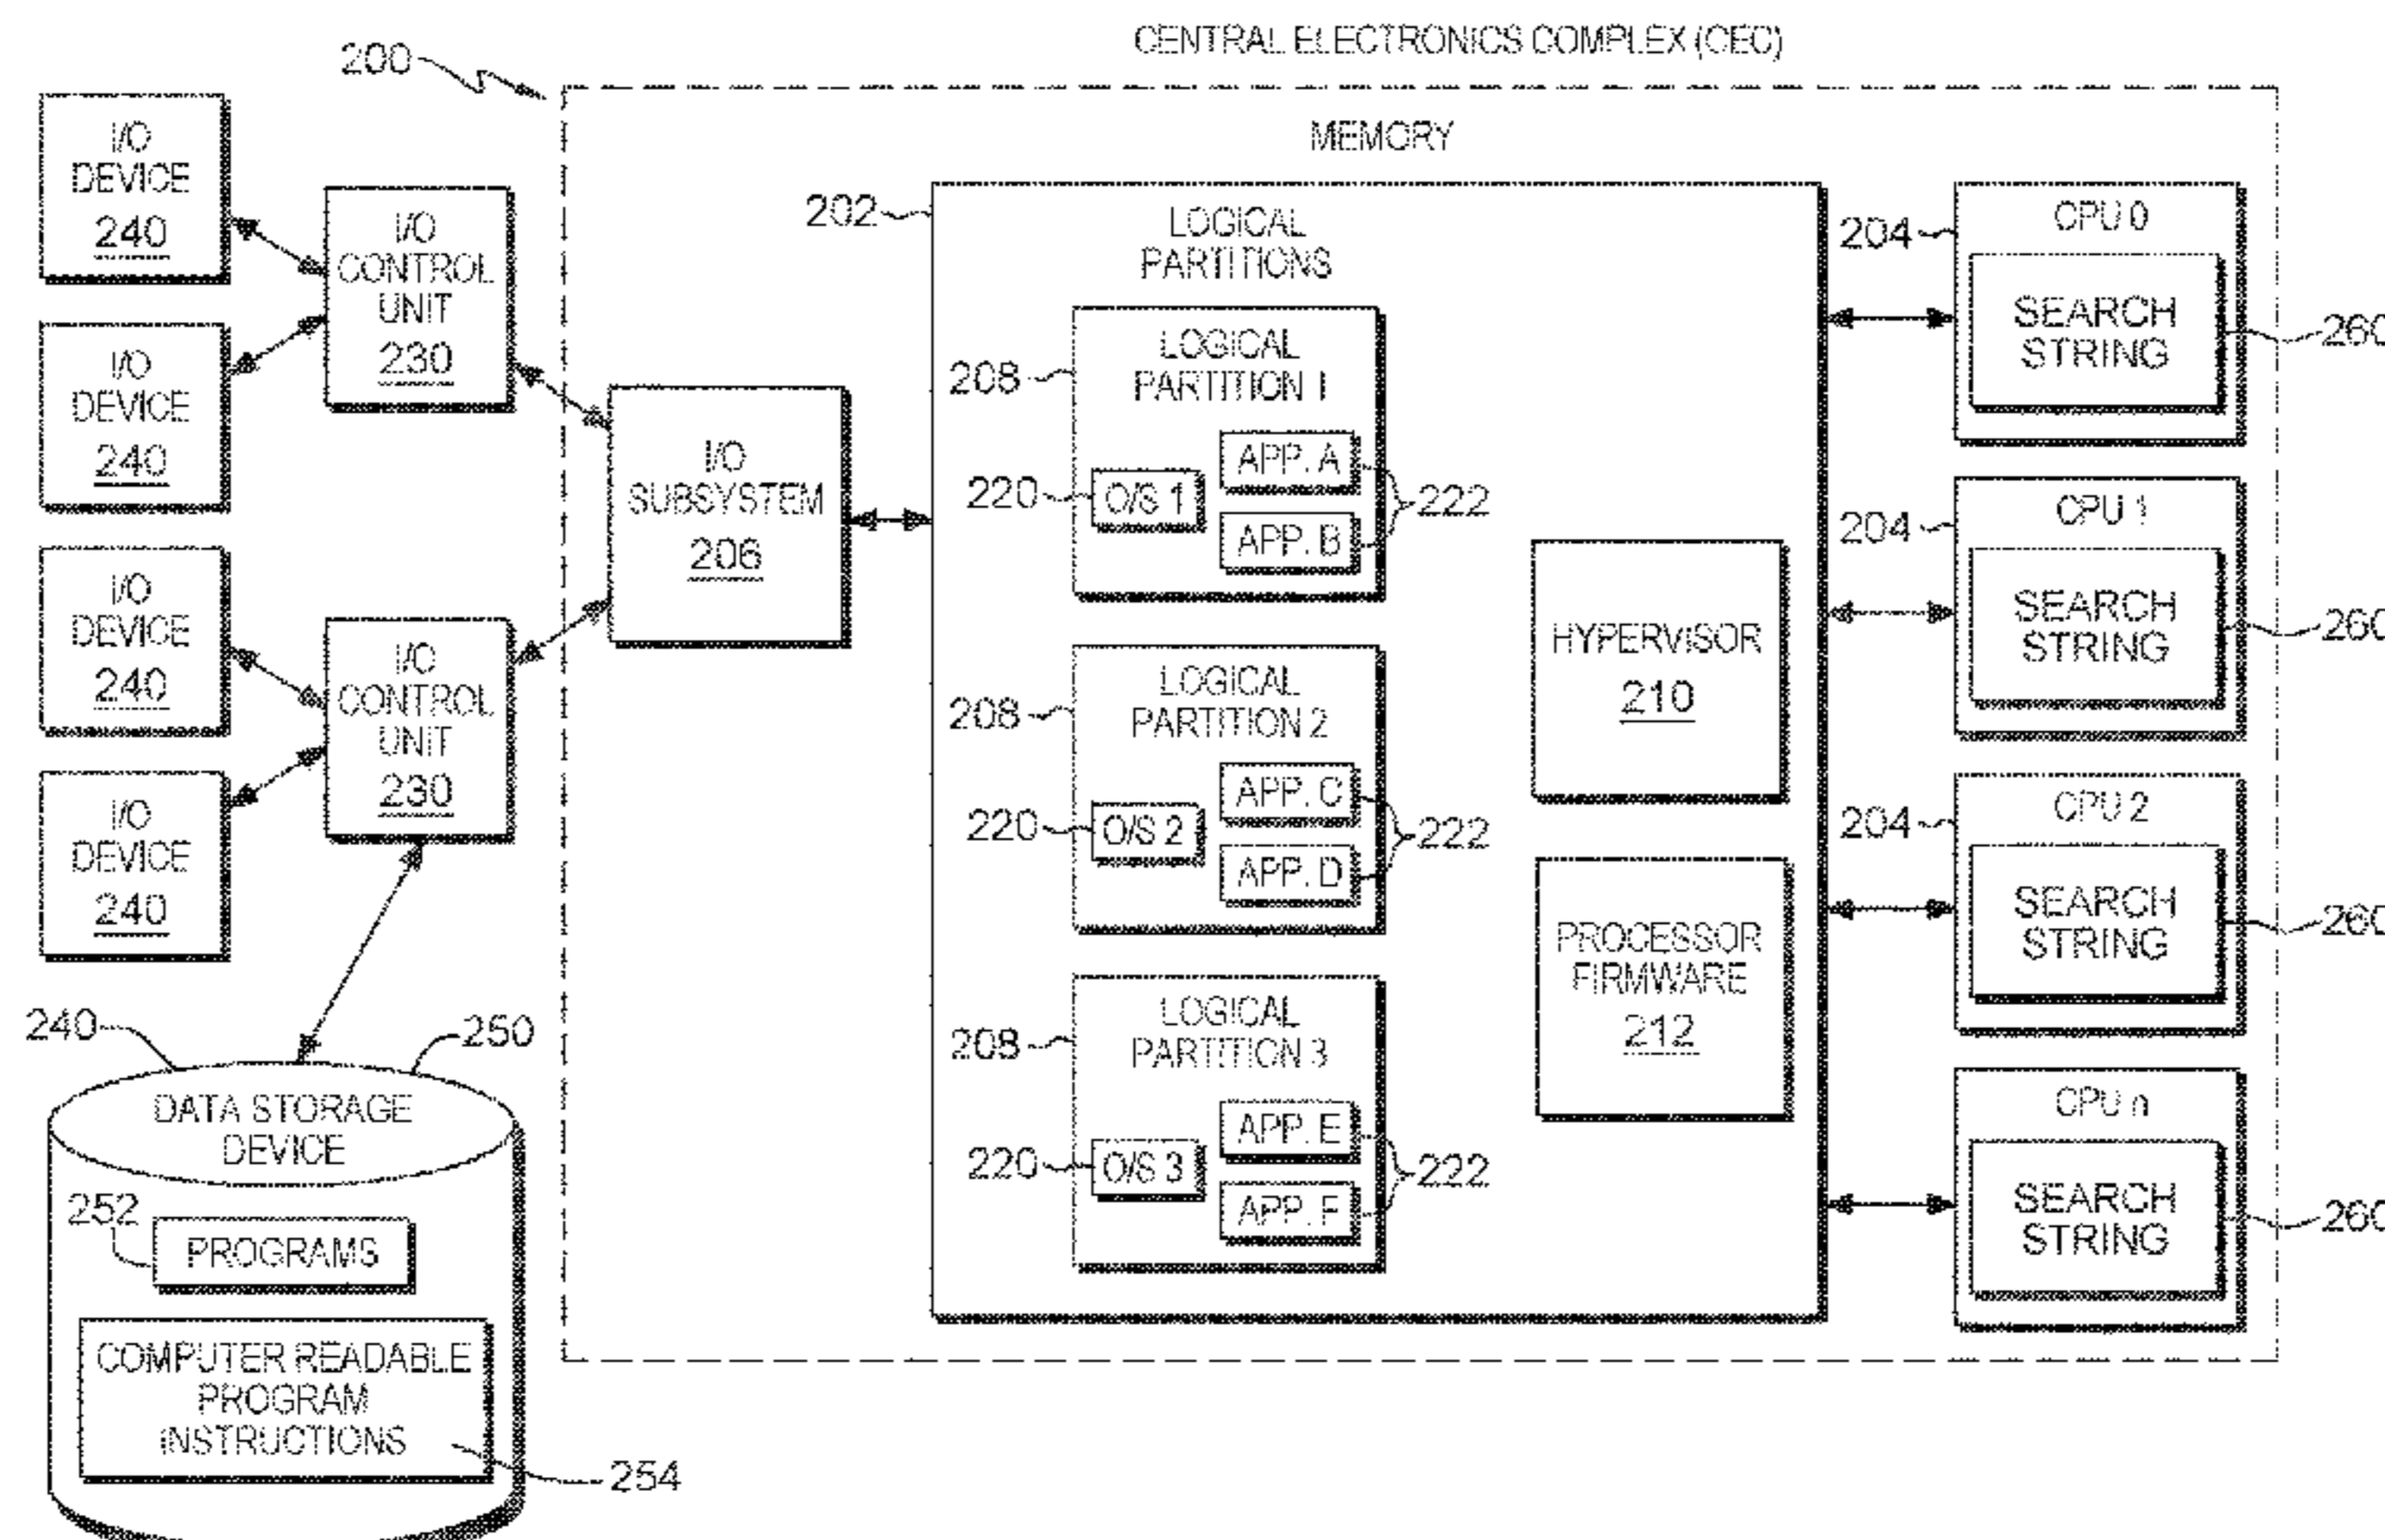 CENTRAL ELECTRONICS COMPLEX (CEC)
200
MEMORY
I/O
DEVICE
240
I/O
DEVICE
240
I/O
DEVICE
240
I/O
DEVICE
240
I/O
CONTROL
UNIT
230
I/O
CONTROL
UNIT
230
I/O
SUBSYSTEM
206
202
LOGICAL
PARTITIONS
208
LOGICAL
PARTITION 1
220
O/S 1
APP. A
APP. B
222
208
LOGICAL
PARTITION 2
220
O/S 2
APP. C
APP. D
222
208
LOGICAL
PARTITION 3
220
O/S 3
APP. E
APP. F
222
HYPERVISOR
210
PROCESSOR
FIRMWARE
212
204
CPU 0
SEARCH
STRING
260
204
CPU 1
SEARCH
STRING
260
204
CPU 2
SEARCH
STRING
260
CPU n
SEARCH
STRING
260
240
250
DATA STORAGE
DEVICE
252
PROGRAMS
COMPUTER READABLE
PROGRAM
INSTRUCTIONS
254